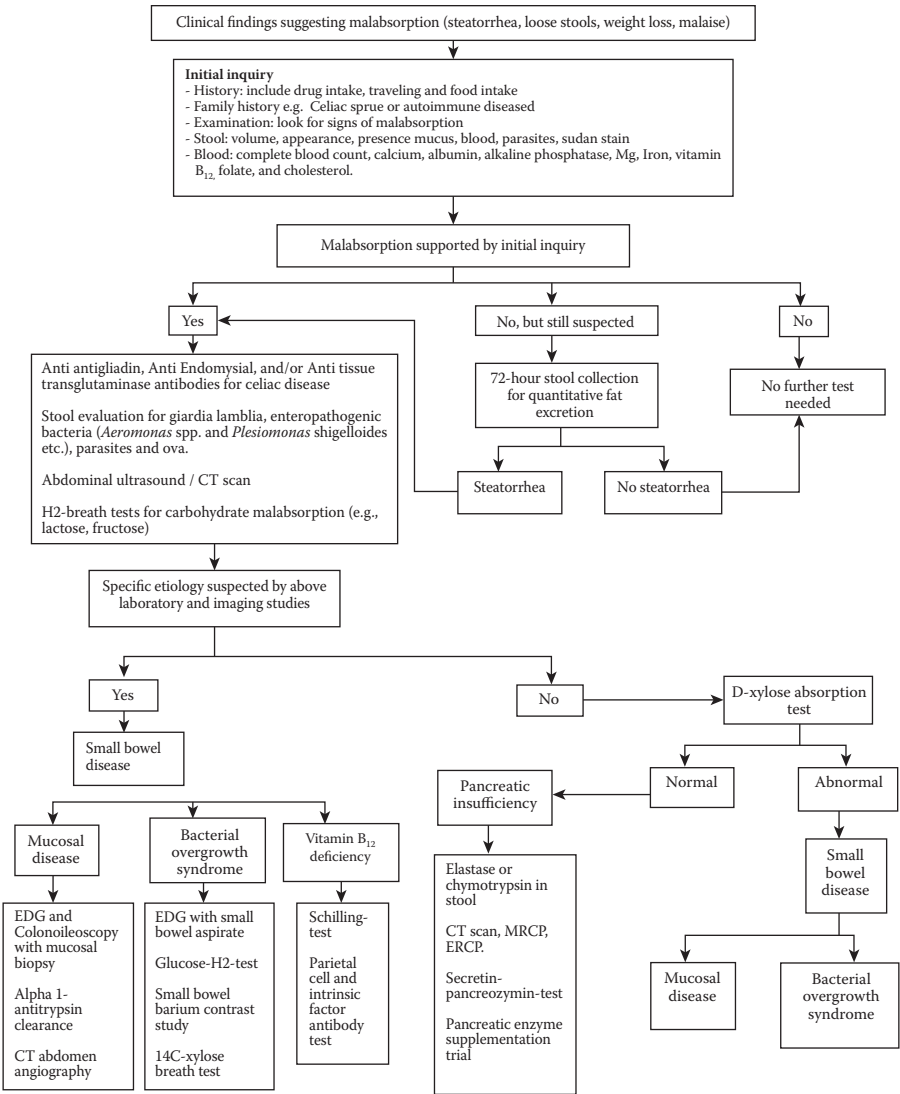 Clinical findings suggesting malabsorption (steatorrhea, loose stools, weight loss, malaise)
Initial inquiry
- History: include drug intake, traveling and food intake
- Family history e.g. Celiac sprue or autoimmune diseased
- Examination: look for signs of malabsorption
- Stool: volume, appearance, presence mucus, blood, parasites, sudan stain
- Blood: complete blood count, calcium, albumin, alkaline phosphatase, Mg, Iron, vitamin
B12, folate, and cholesterol.
Malabsorption supported by initial inquiry
Yes
No, but still suspected
No
Anti antigliadin, Anti Endomysial, and/or Anti tissue
transglutaminase antibodies for celiac disease
Stool evaluation for giardia lamblia, enteropathogenic
bacteria (Aeromonas spp. and Plesiomonas shigelloides
etc.), parasites and ova.
Abdominal ultrasound / CT scan
H2-breath tests for carbohydrate malabsorption (e.g.,
lactose, fructose)
72-hour stool collection
for quantitative fat
excretion
No further test
needed
Steatorrhea
No steatorrhea
Specific etiology suspected by above
laboratory and imaging studies
Yes
No
D-xylose absorption
test
Small bowel
disease
Pancreatic
insufficiency
Normal
Abnormal
Mucosal
disease
Bacterial
overgrowth
syndrome
Vitamin B12
deficiency
Small
bowel
disease
EDG and
Colonoileoscopy
with mucosal
biopsy
Alpha 1-
antitrypsin
clearance
CT abdomen
angiography
EDG with small
bowel aspirate
Glucose-H2-test
Small bowel
barium contrast
study
14C-xylose
breath test
Schilling-
test
Parietal
cell and
intrinsic
factor
antibody
test
Elastase or
chymotrypsin in
stool
CT scan, MRCP,
ERCP.
Secretin-
pancreozymin-test
Pancreatic enzyme
supplementation
trial
Mucosal
disease
Bacterial
overgrowth
syndrome